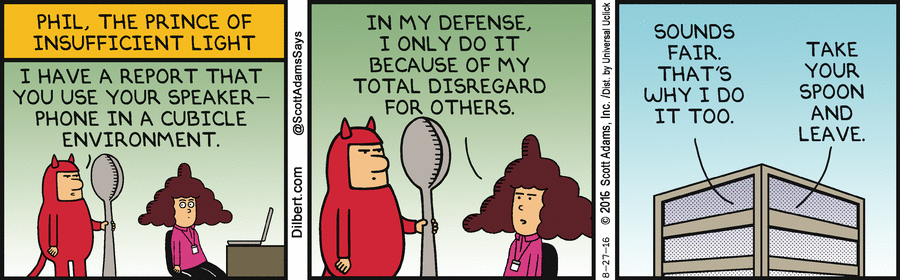 PHIL, THE PRINCE OF
INSUFFICIENT LIGHT
I HAVE A REPORT THAT
YOU USE YOUR SPEAKER-
PHONE IN A CUBICLE
ENVIRONMENT.
Dilbert.com @ScottAdamsSays
IN MY DEFENSE,
I ONLY DO IT
BECAUSE OF MY
TOTAL DISREGARD
FOR OTHERS.
8-27-16 © 2016 Scott Adams, Inc. /Dist. by Universal Uclick
SOUNDS
FAIR.
THAT'S
WHY I DO
IT TOO.
TAKE
YOUR
SPOON
AND
LEAVE.